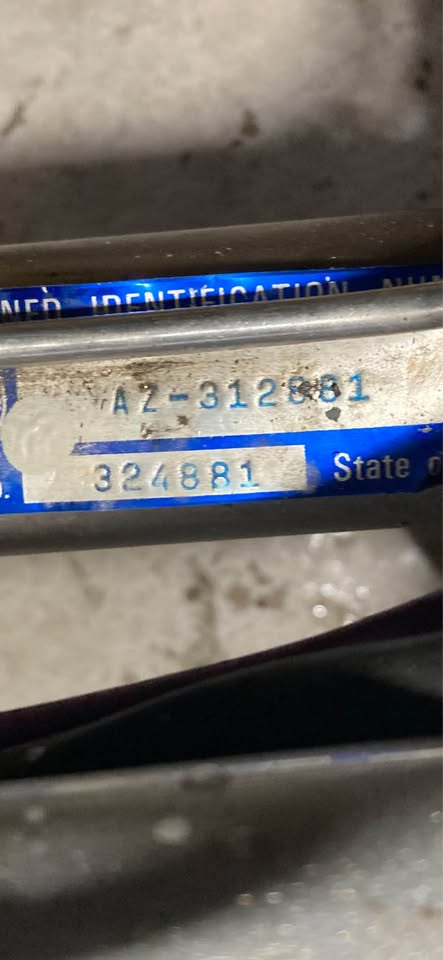 IDENTIFICATION
AZ-312881
324881
State